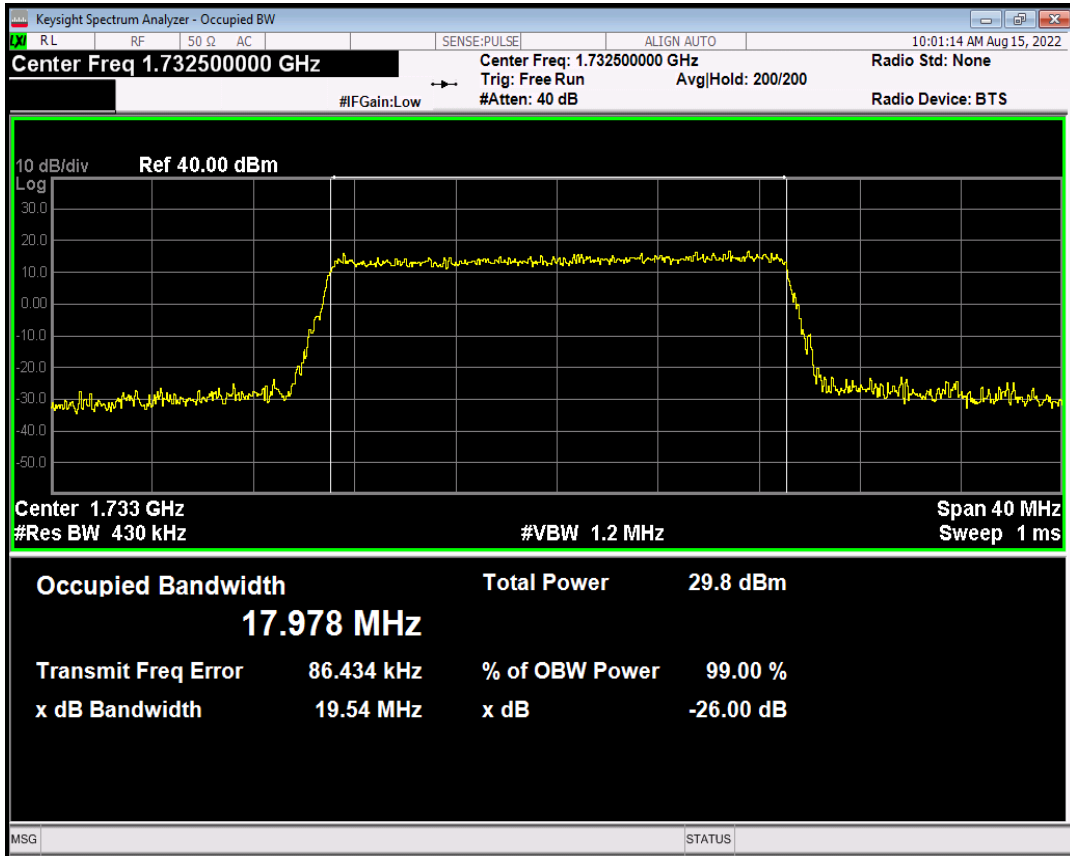 Keysight Spectrum Analyzer - Occupied BW
LXI RL RF 50 Ω AC SENSE:PULSE ALIGN AUTO 10:01:14 AM Aug 15, 2022
Center Freq 1.732500000 GHz Center Freq: 1.732500000 GHz Radio Std: None
Trig: Free Run Avg|Hold: 200/200
#IFGain:Low #Atten: 40 dB Radio Device: BTS
10 dB/div Ref 40.00 dBm
Log
30.0
20.0
10.0
0.00
-10.0
-20.0
-30.0
-40.0
-50.0
Center 1.733 GHz Span 40 MHz
#Res BW 430 kHz #VBW 1.2 MHz Sweep 1 ms
Occupied Bandwidth Total Power 29.8 dBm
17.978 MHz
Transmit Freq Error 86.434 kHz % of OBW Power 99.00 %
x dB Bandwidth 19.54 MHz x dB -26.00 dB
MSG STATUS